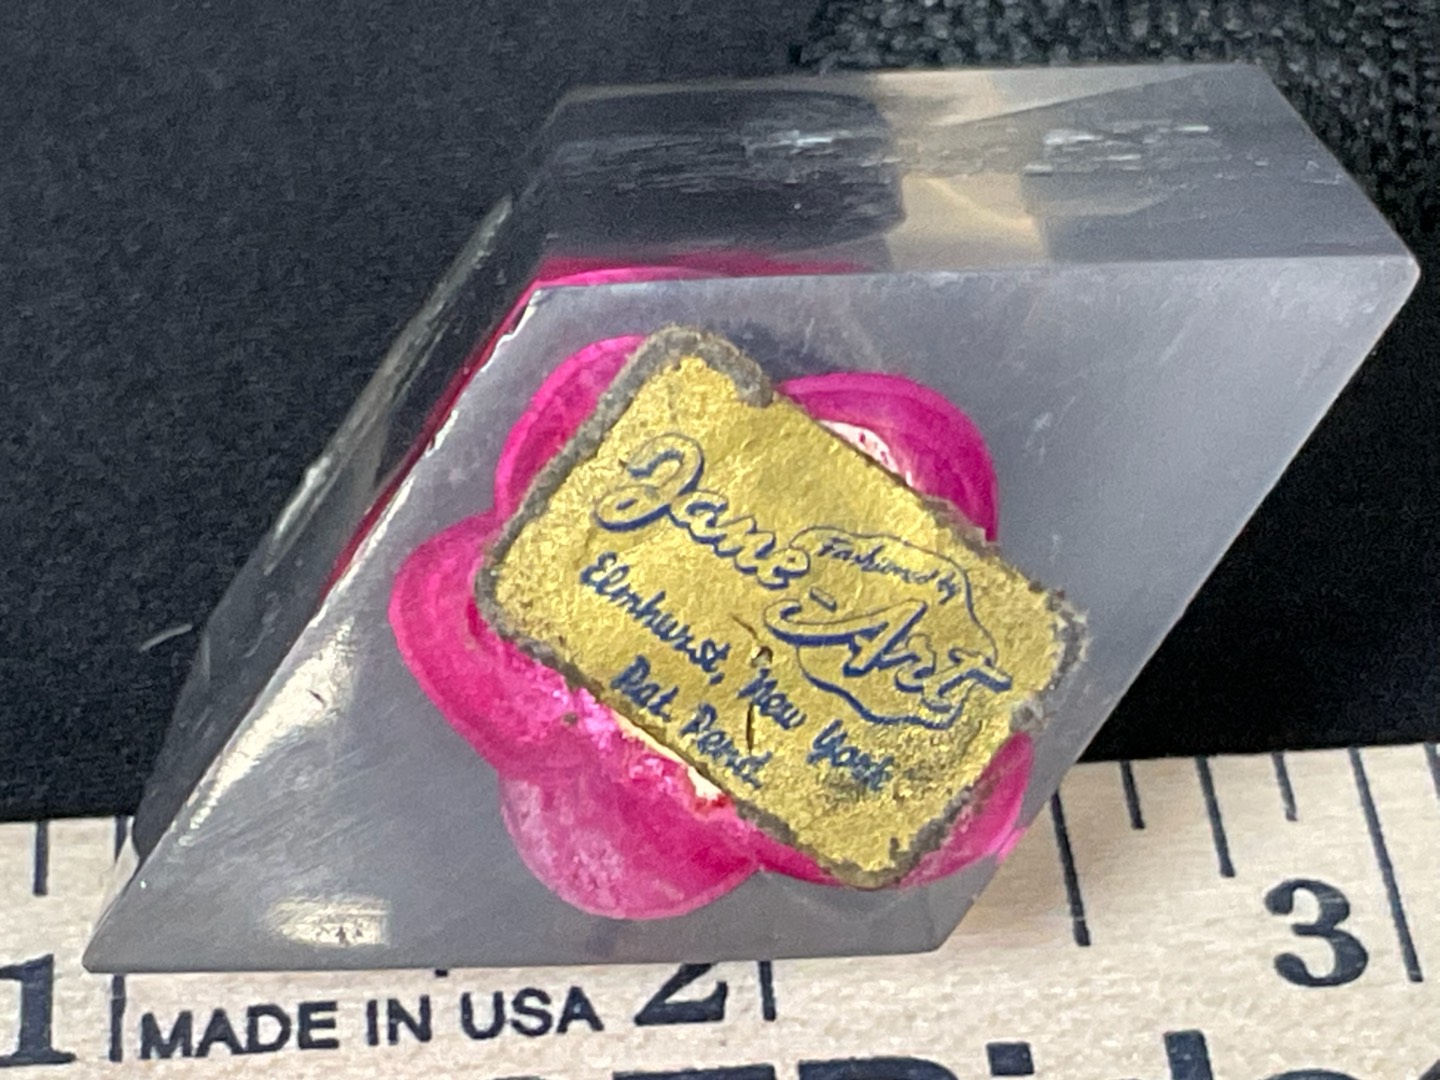 Jane-Art
Fashioned by
Elmhurst, New York
Pat. Pend.
1 2 3
MADE IN USA